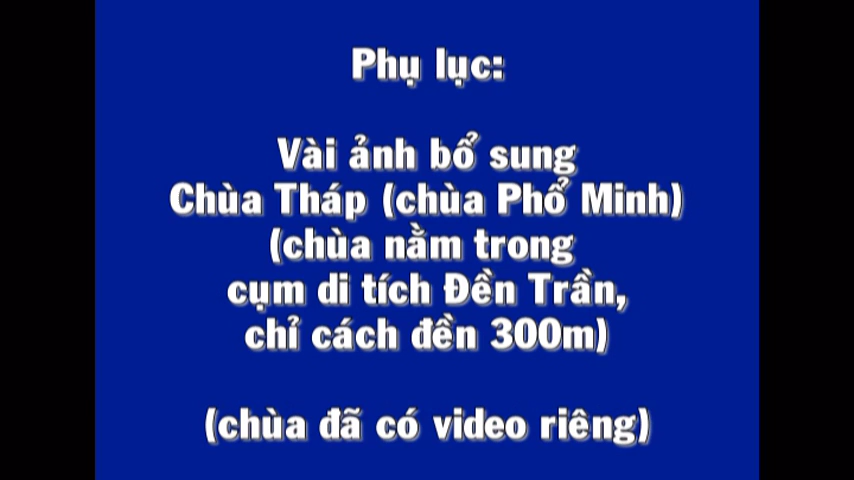 Phụ lục:
Vài ảnh bổ sung
Chùa Tháp (chùa Phổ Minh)
(chùa nằm trong
cụm di tích Đền Trần,
chỉ cách đền 300m)
(chùa đã có video riêng)